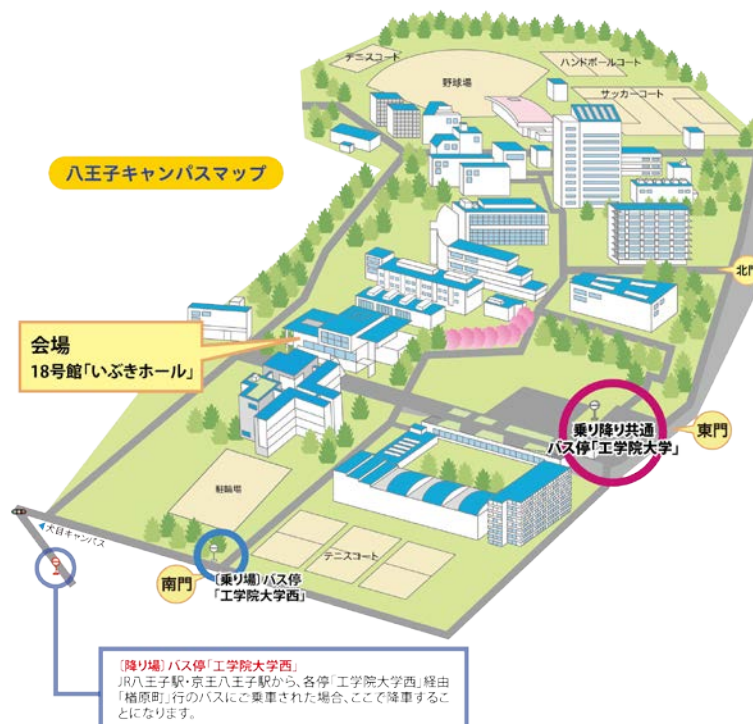 テニスコート
ハンドボールコート
野球場
サッカーコート
八王子キャンパスマップ
北門
会場
18号館「いぶきホール」
乗り降り共通
バス停「工学院大学」
東門
駐輪場
犬目キャンパス
テニスコート
南門
〔乗り場〕バス停
「工学院大学西」
〔降り場〕バス停「工学院大学西」
JR八王子駅・京王八王子駅から、各停「工学院大学西」経由
「楢原町」行のバスにご乗車された場合、ここで降車するこ
とになります。